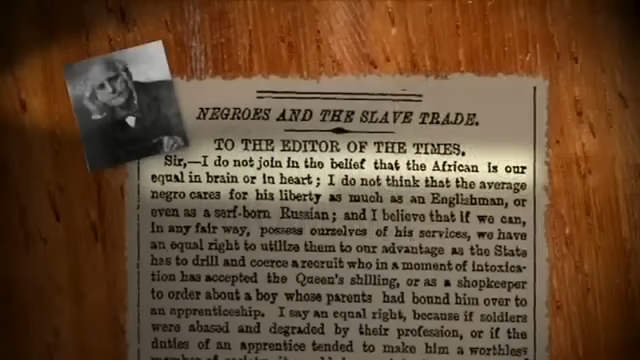 NEGROES AND THE SLAVE TRADE.
TO THE EDITOR OF THE TIMES.
Sir,—I do not join in the belief that the African is our
equal in brain or in heart; I do not think that the average
negro cares for his liberty as much as an Englishman, or
even as a serf-born Russian; and I believe that if we can,
in any fair way, possess ourselves of his services, we have
an equal right to utilize them to our advantage as the State
has to drill and coerce a recruit who in a moment of intoxica-
tion has accepted the Queen's shilling, or as a shopkeeper
to order about a boy whose parents had bound him over to
an apprenticeship. I say an equal right, because if soldiers
were abased and degraded by their profession, or if the
duties of an apprentice tended to make him a worthless